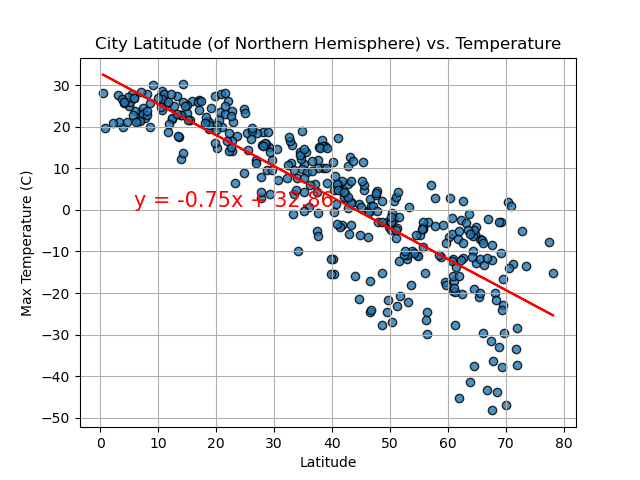 City Latitude (of Northern Hemisphere) vs. Temperature
Max Temperature (C)
30
20
10
0
−10
−20
−30
−40
−50
y = -0.75x + 32.86
0 10 20 30 40 50 60 70 80
Latitude